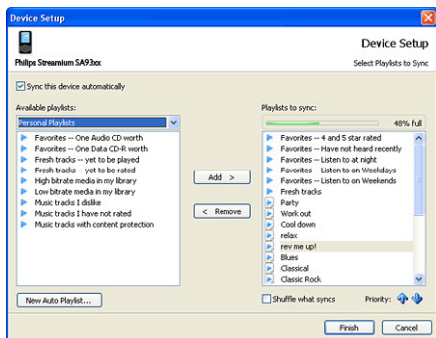 Device Setup
Device Setup
Philips Streamium SA93xx
Select Playlists to Sync
Sync this device automatically
Available playlists:
Personal Playlists
Favorites -- One Audio CD worth
Favorites -- One Data CD-R worth
Fresh tracks -- yet to be played
Fresh tracks -- yet to be rated
High bitrate media in my library
Low bitrate media in my library
Music tracks I dislike
Music tracks I have not rated
Music tracks with content protection
New Auto Playlist...
Add >
< Remove
Playlists to sync:
48% full
Favorites -- 4 and 5 star rated
Favorites -- Have not heard recently
Favorites -- Listen to at night
Favorites -- Listen to on Weekdays
Favorites -- Listen to on Weekends
Fresh tracks
Party
Work out
Cool down
relax
rev me up!
Blues
Classical
Classic Rock
Shuffle what syncs
Priority:
Finish
Cancel